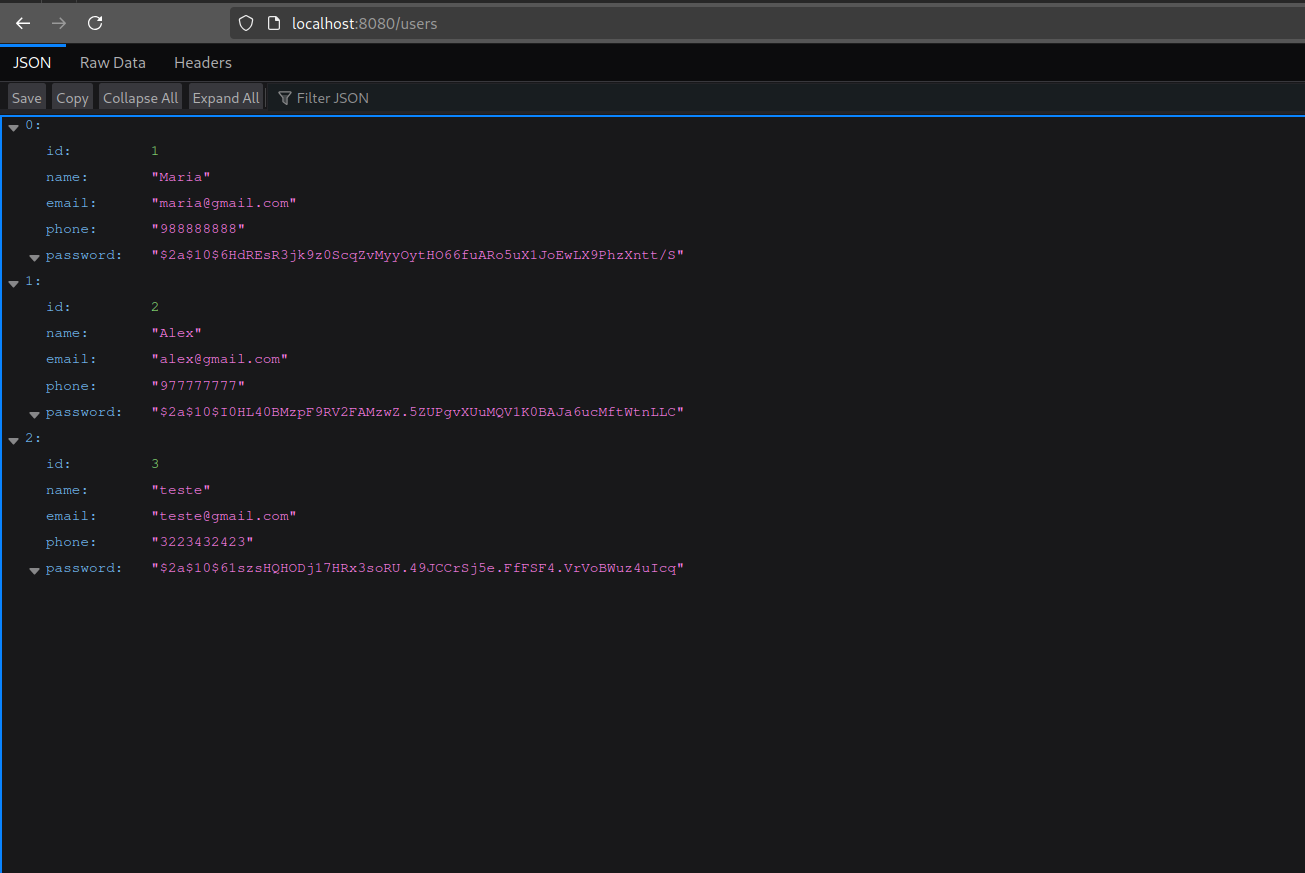 localhost:8080/users
JSON Raw Data Headers
Save Copy Collapse All Expand All Filter JSON
0:
id: 1
name: "Maria"
email: "maria@gmail.com"
phone: "988888888"
password: "$2a$10$6HdREsR3jk9z0ScqZvMyyOytHO66fuARo5uX1JoEwLX9PhzXntt/S"
1:
id: 2
name: "Alex"
email: "alex@gmail.com"
phone: "977777777"
password: "$2a$10$I0HL40BMzpF9RV2FAMzwZ.5ZUPgvXUuMQV1K0BAJa6ucMftWtnLLC"
2:
id: 3
name: "teste"
email: "teste@gmail.com"
phone: "3223432423"
password: "$2a$10$61szsHQHODj17HRx3soRU.49JCCrSj5e.FfFSF4.VrVoBWuz4uIcq"